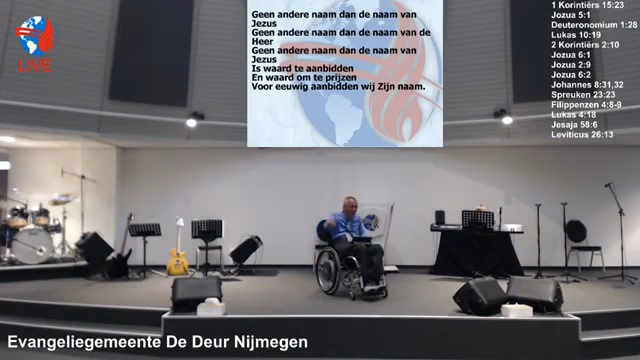 Geen andere naam dan de naam van
Jezus
Geen andere naam dan de naam van de
Heer
Geen andere naam dan de naam van
Jezus
Is waard te aanbidden
En waard om te prijzen
Voor eeuwig aanbidden wij Zijn naam.
1 Korintiërs 15:23
Jozua 5:1
Deuteronomium 1:28
Lukas 10:19
2 Korintiërs 2:10
Jozua 6:1
Jozua 2:9
Jozua 6:2
Johannes 8:31,32
Spreuken 23:23
Filippenzen 4:8-9
Lukas 4:18
Jesaja 58:6
Leviticus 26:13
LIVE
Evangeliegemeente De Deur Nijmegen